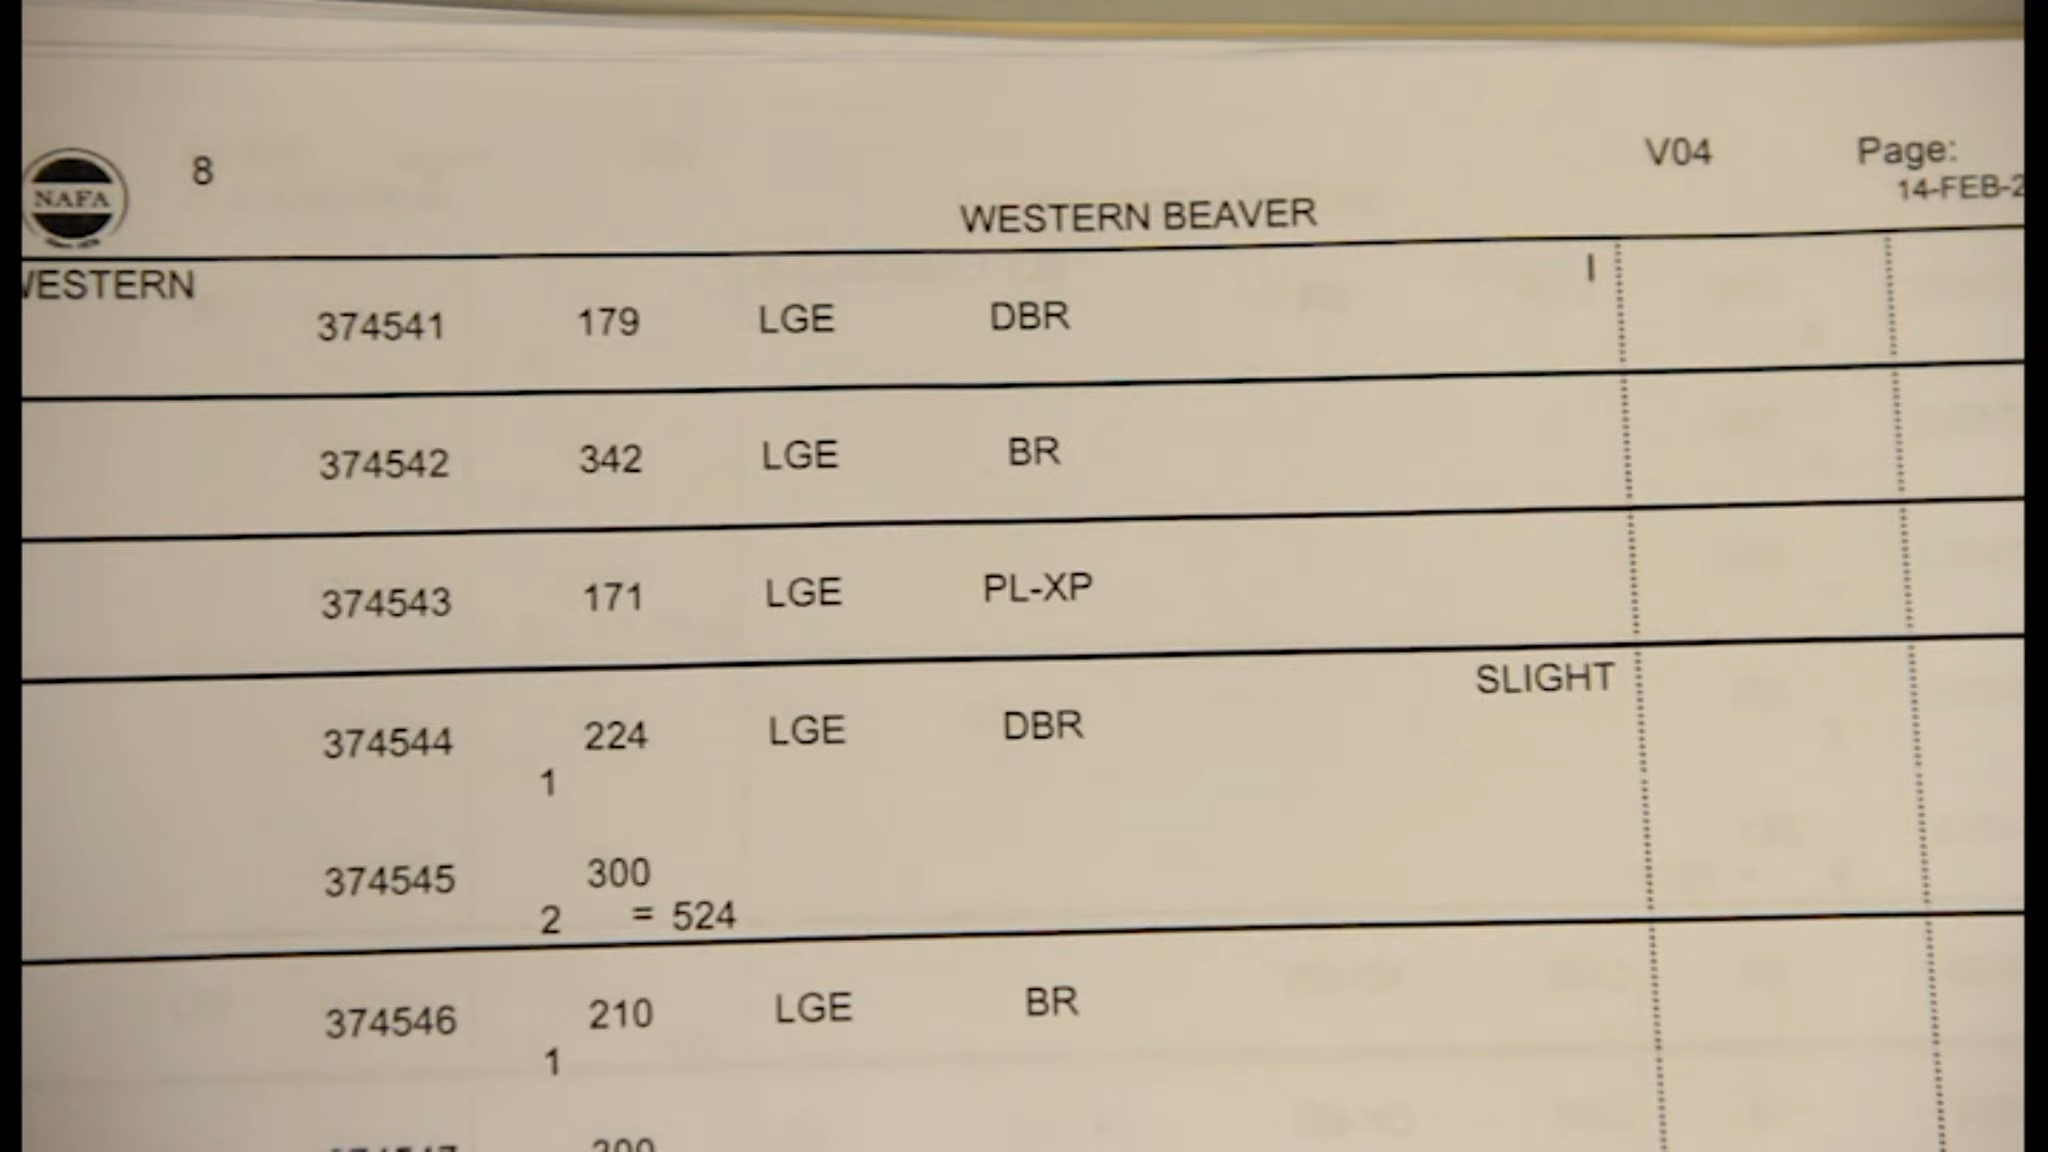 NAFA
8
V04 Page:
14-FEB-2
WESTERN BEAVER
WESTERN I
374541 179 LGE DBR
374542 342 LGE BR
374543 171 LGE PL-XP
SLIGHT
374544 224 LGE DBR
1
374545 300
2 = 524
374546 210 LGE BR
1